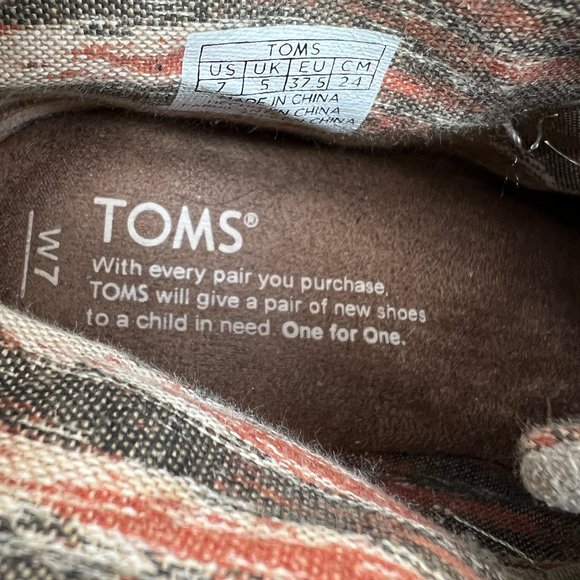 TOMS
US UK EU CM
7 5 37.5 24
MADE IN CHINA
IN CHINA
CHINA
W7
TOMS®
With every pair you purchase,
TOMS will give a pair of new shoes
to a child in need. One for One.